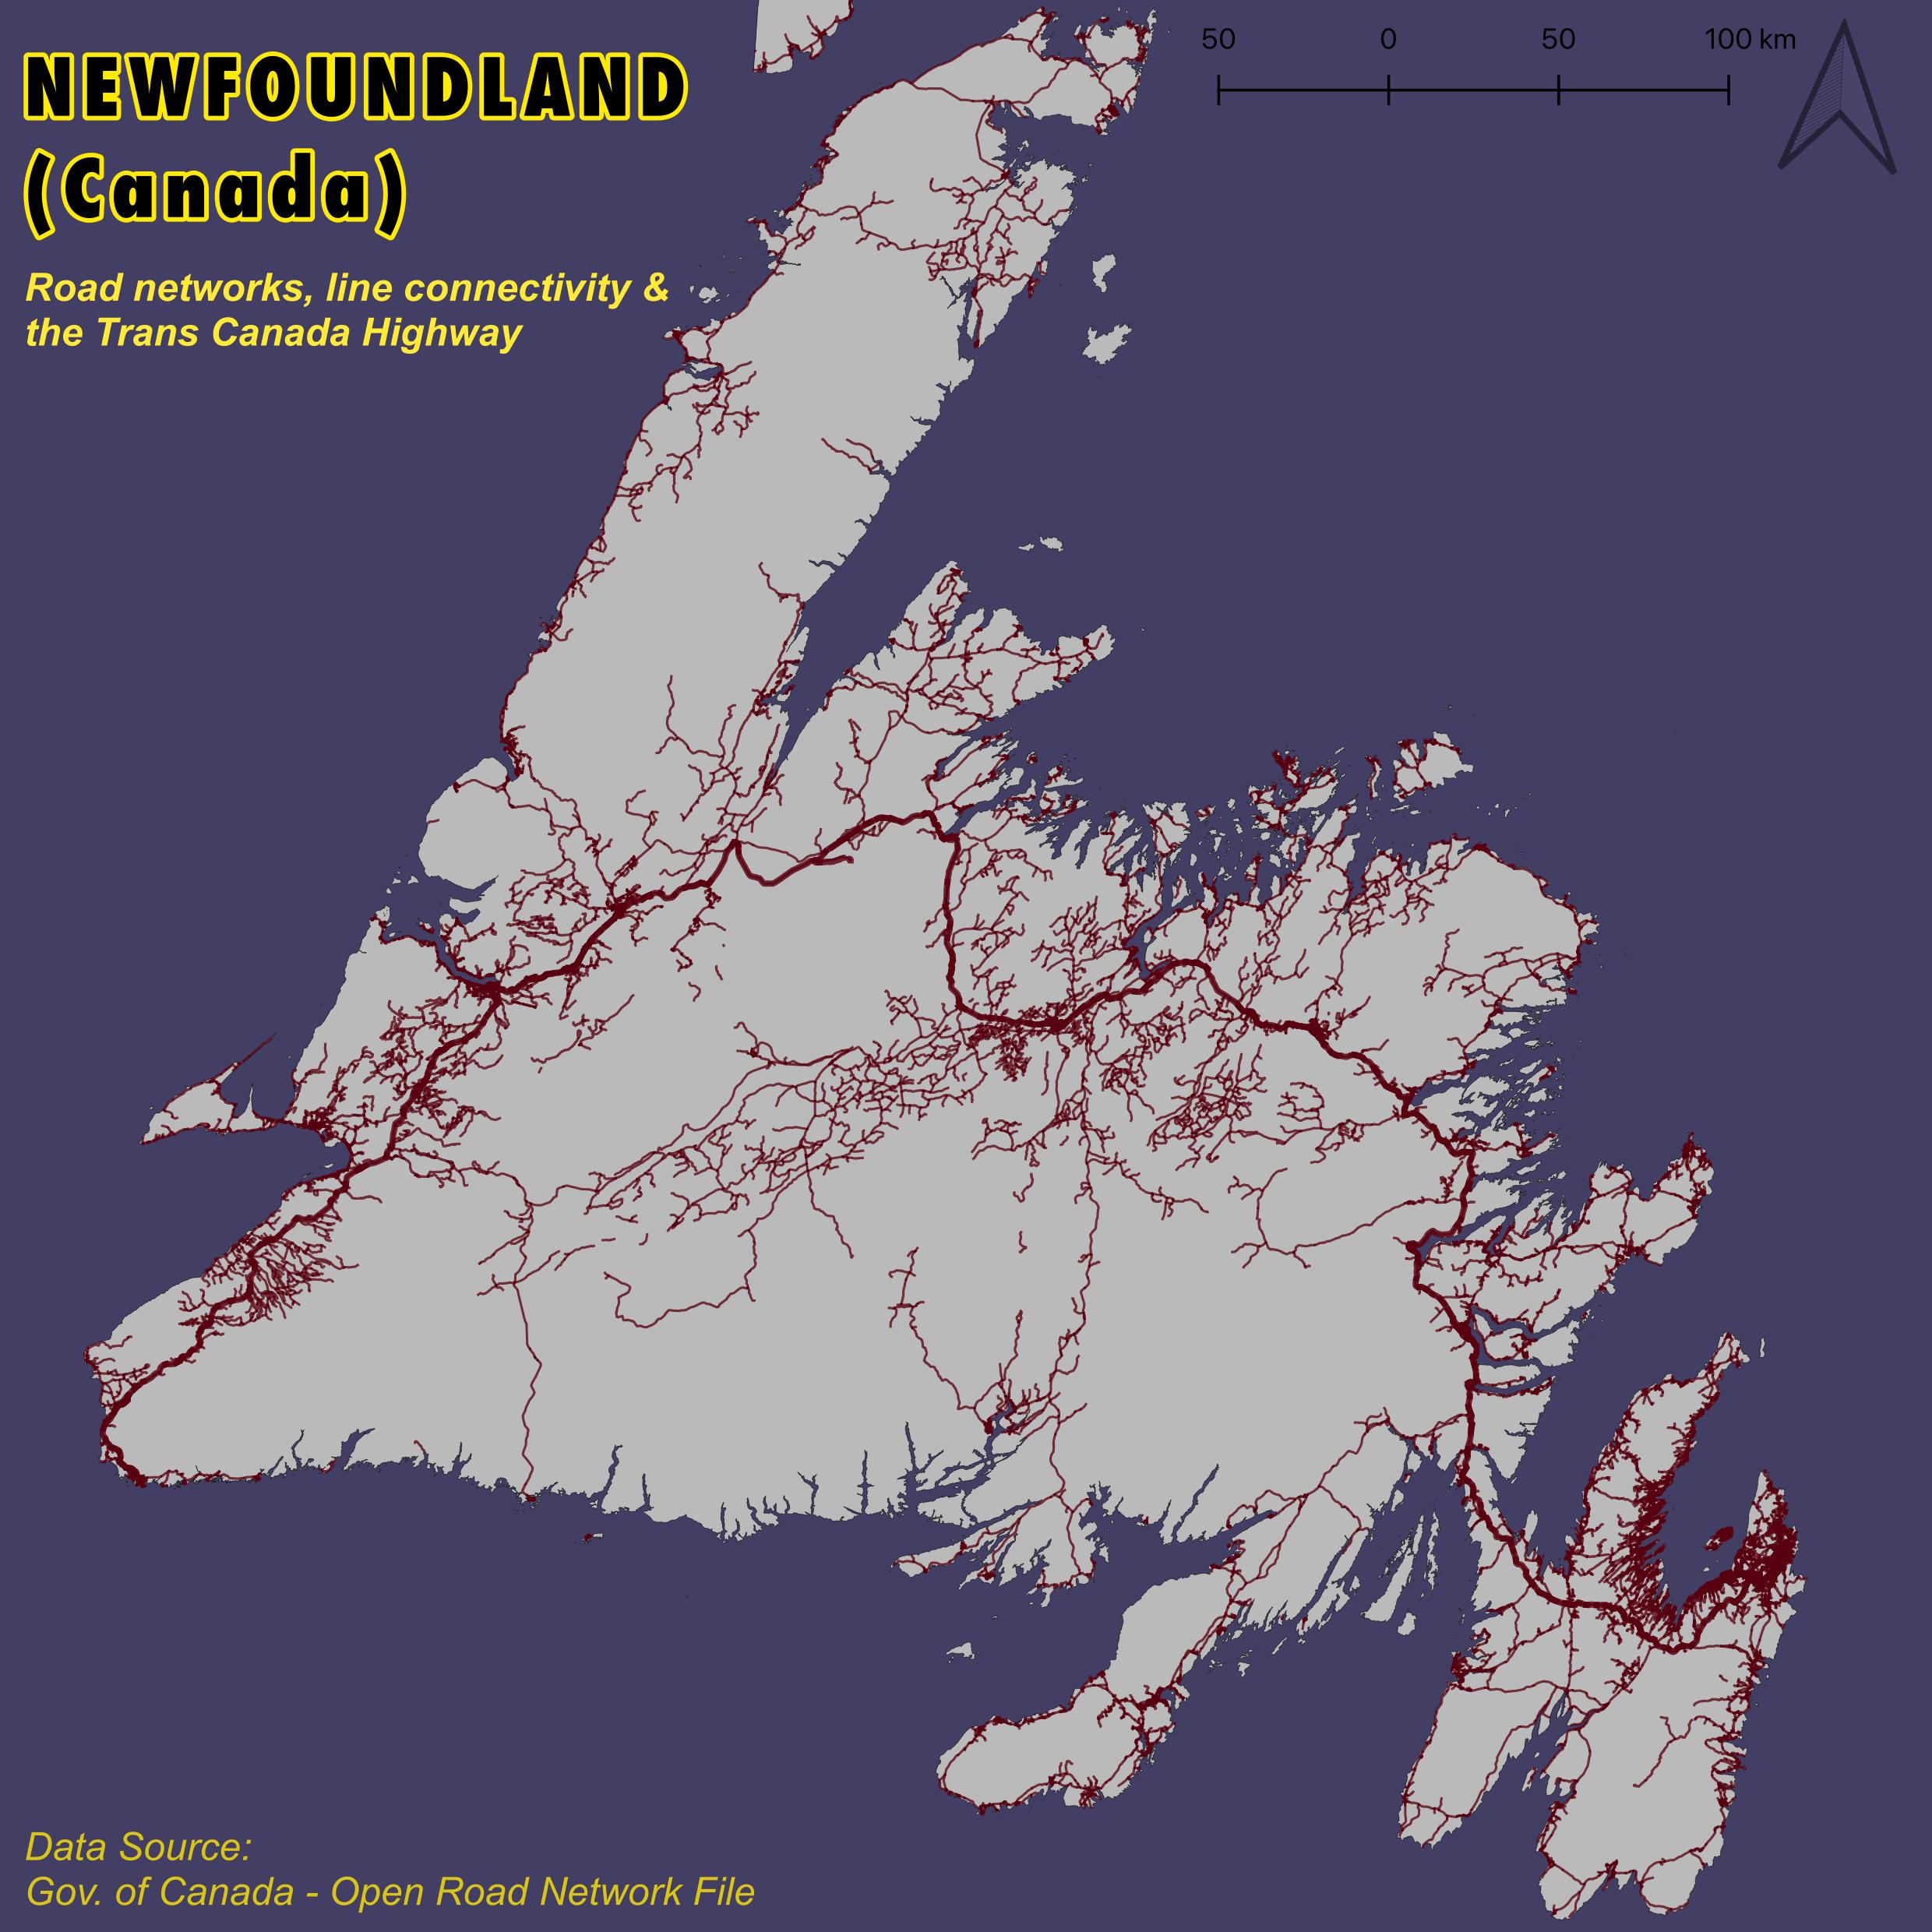 NEWFOUNDLAND
(Canada)
Road networks, line connectivity &
the Trans Canada Highway
50 0 50 100 km
Data Source:
Gov. of Canada - Open Road Network File